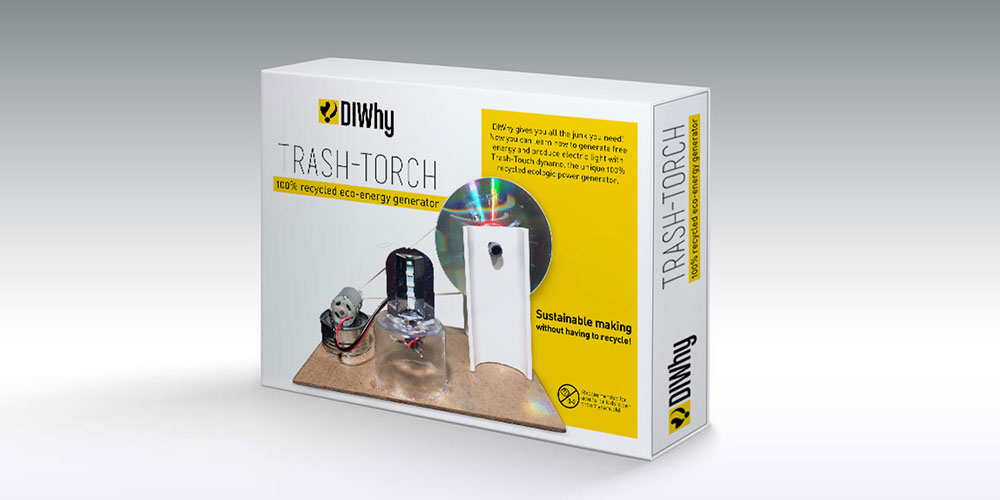 DIWhy
TRASH-TORCH
100% recycled eco-energy generator
DIWhy gives you all the junk you need!
Now you can learn how to generate free
energy and produce electric light with
Trash-Touch dynamo, the unique 100%
recycled ecologic power generator.
Sustainable making
without having to recycle!
0-3
TRASH-TORCH
100% recycled eco-energy generator
DIWhy